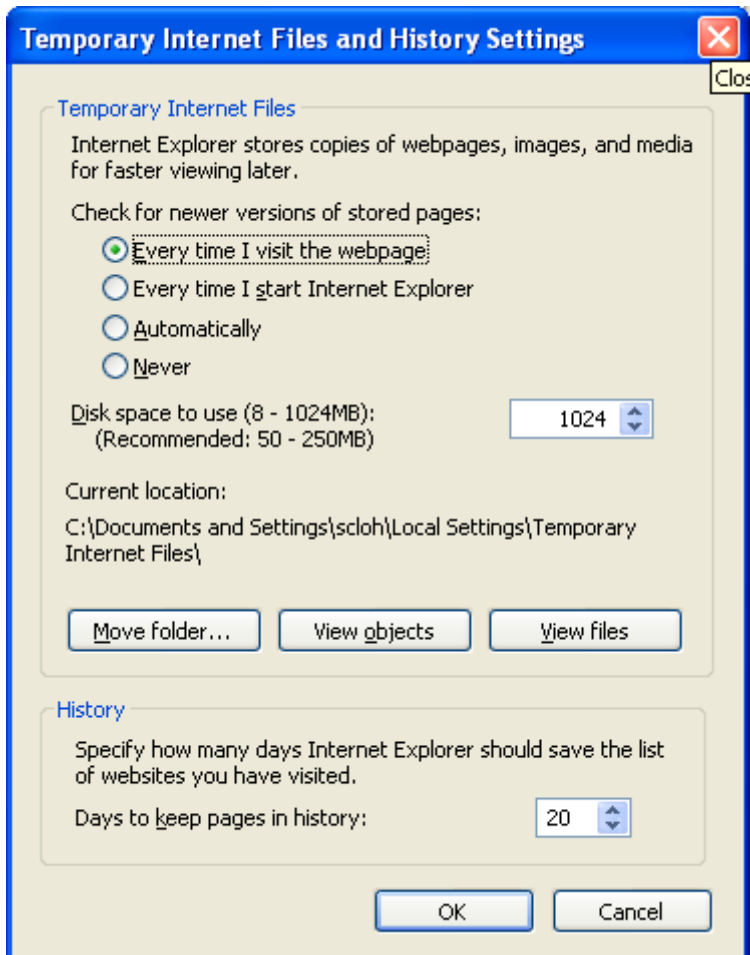 Temporary Internet Files and History Settings
Temporary Internet Files
Internet Explorer stores copies of webpages, images, and media
for faster viewing later.
Check for newer versions of stored pages:
Every time I visit the webpage
Every time I start Internet Explorer
Automatically
Never
Disk space to use (8 - 1024MB):
(Recommended: 50 - 250MB)
1024
Current location:
C:\Documents and Settings\scloh\Local Settings\Temporary
Internet Files\
Move folder...
View objects
View files
History
Specify how many days Internet Explorer should save the list
of websites you have visited.
Days to keep pages in history:
20
OK
Cancel